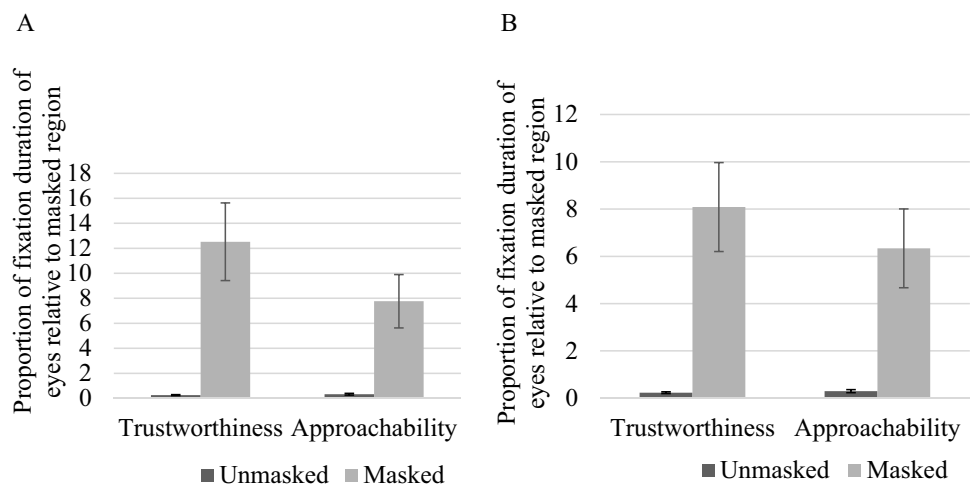 A
Proportion of fixation duration of
eyes relative to masked region
18
16
14
12
10
8
6
4
2
0
Trustworthiness Approachability
Unmasked Masked
B
Proportion of fixation duration of
eyes relative to masked region
12
10
8
6
4
2
0
Trustworthiness Approachability
Unmasked Masked